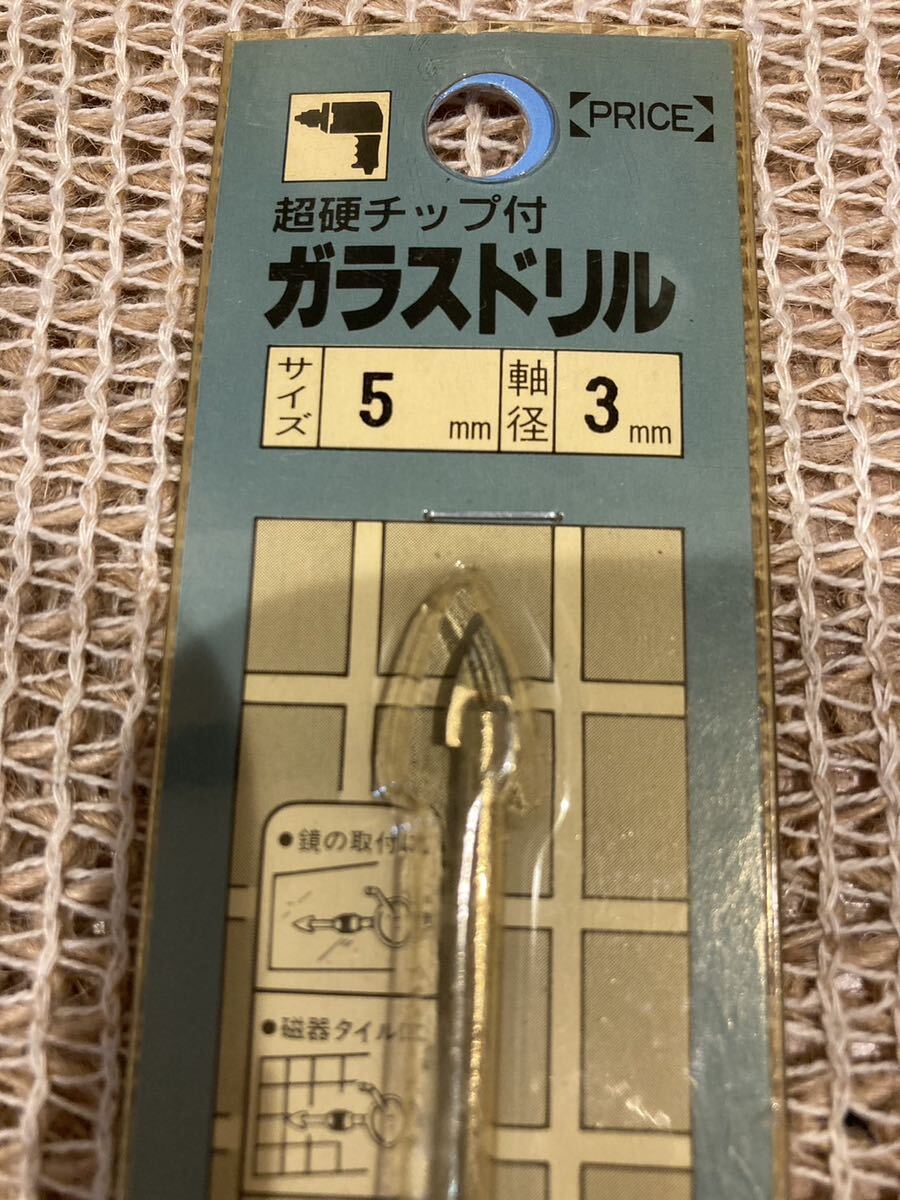 【PRICE】
超硬チップ付
ガラスドリル
サイズ 5 mm 軸径 3 mm
●鏡の取付に
●磁器タイルに